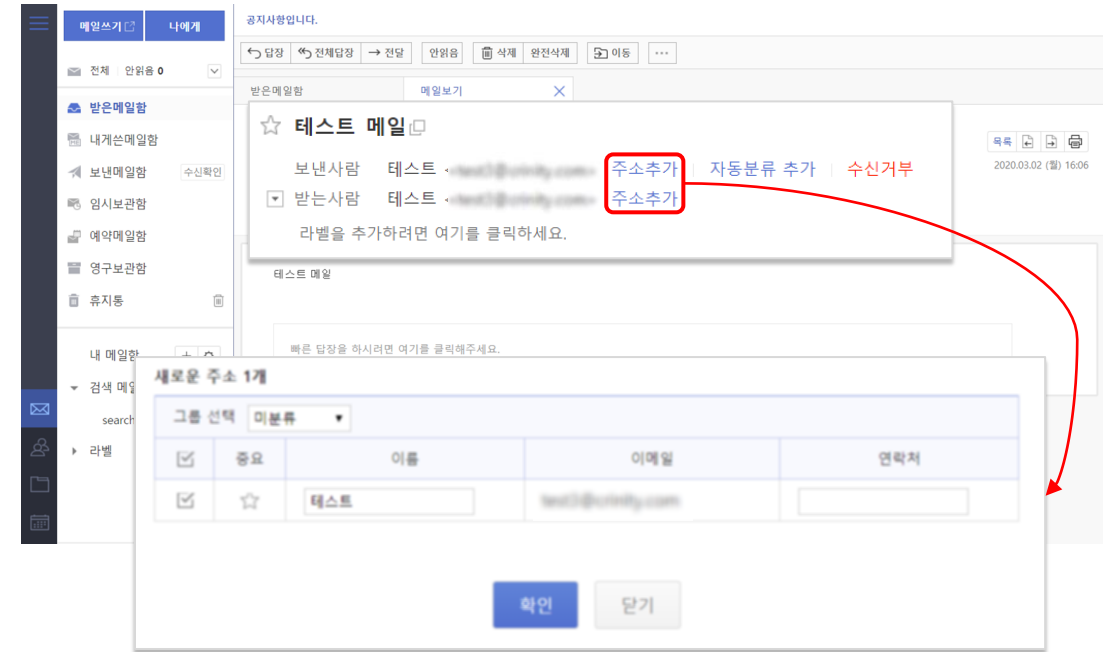 메일쓰기 나에게
전체 안읽음 0
받은메일함
내게쓴메일함
보낸메일함 수신확인
임시보관함
예약메일함
영구보관함
휴지통
내 메일함
검색 메일
search
라벨
공지사항입니다.
답장 전체답장 전달 안읽음 삭제 완전삭제 이동 ...
받은메일함 메일보기
테스트 메일
목록
2020.03.02 (월) 16:06
보낸사람 테스트 주소추가 자동분류 추가 수신거부
받는사람 테스트 주소추가
라벨을 추가하려면 여기를 클릭하세요.
테스트 메일
빠른 답장을 하시려면 여기를 클릭해주세요.
새로운 주소 1개
그룹 선택 미분류
중요 이름 이메일 연락처
테스트
확인 닫기